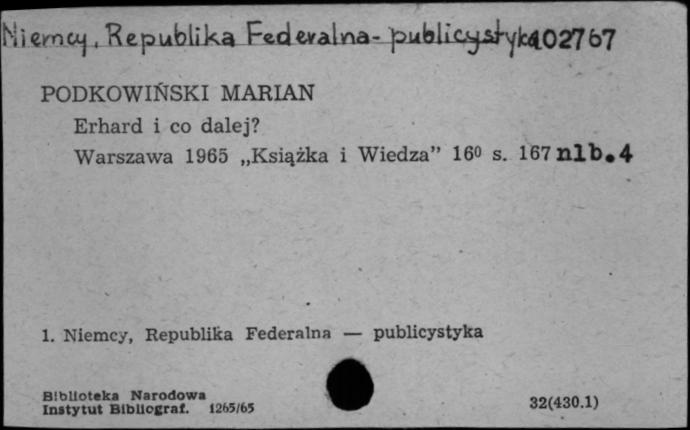 Niemcy, Republika Federalna - publicystyka 102767
PODKOWIŃSKI MARIAN
Erhard i co dalej?
Warszawa 1965 „Książka i Wiedza” 16⁰ s. 167 nlb. 4
1. Niemcy, Republika Federalna — publicystyka
Biblioteka Narodowa
Instytut Bibliograf. 1265/65
32(430.1)